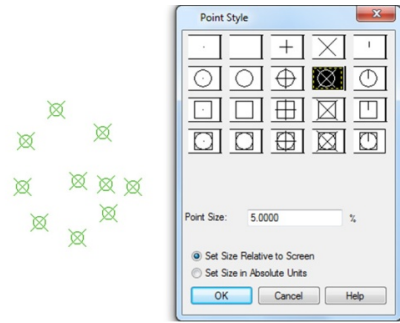 Point Style
Point Size: 5.0000 %
Set Size Relative to Screen
Set Size in Absolute Units
OK Cancel Help